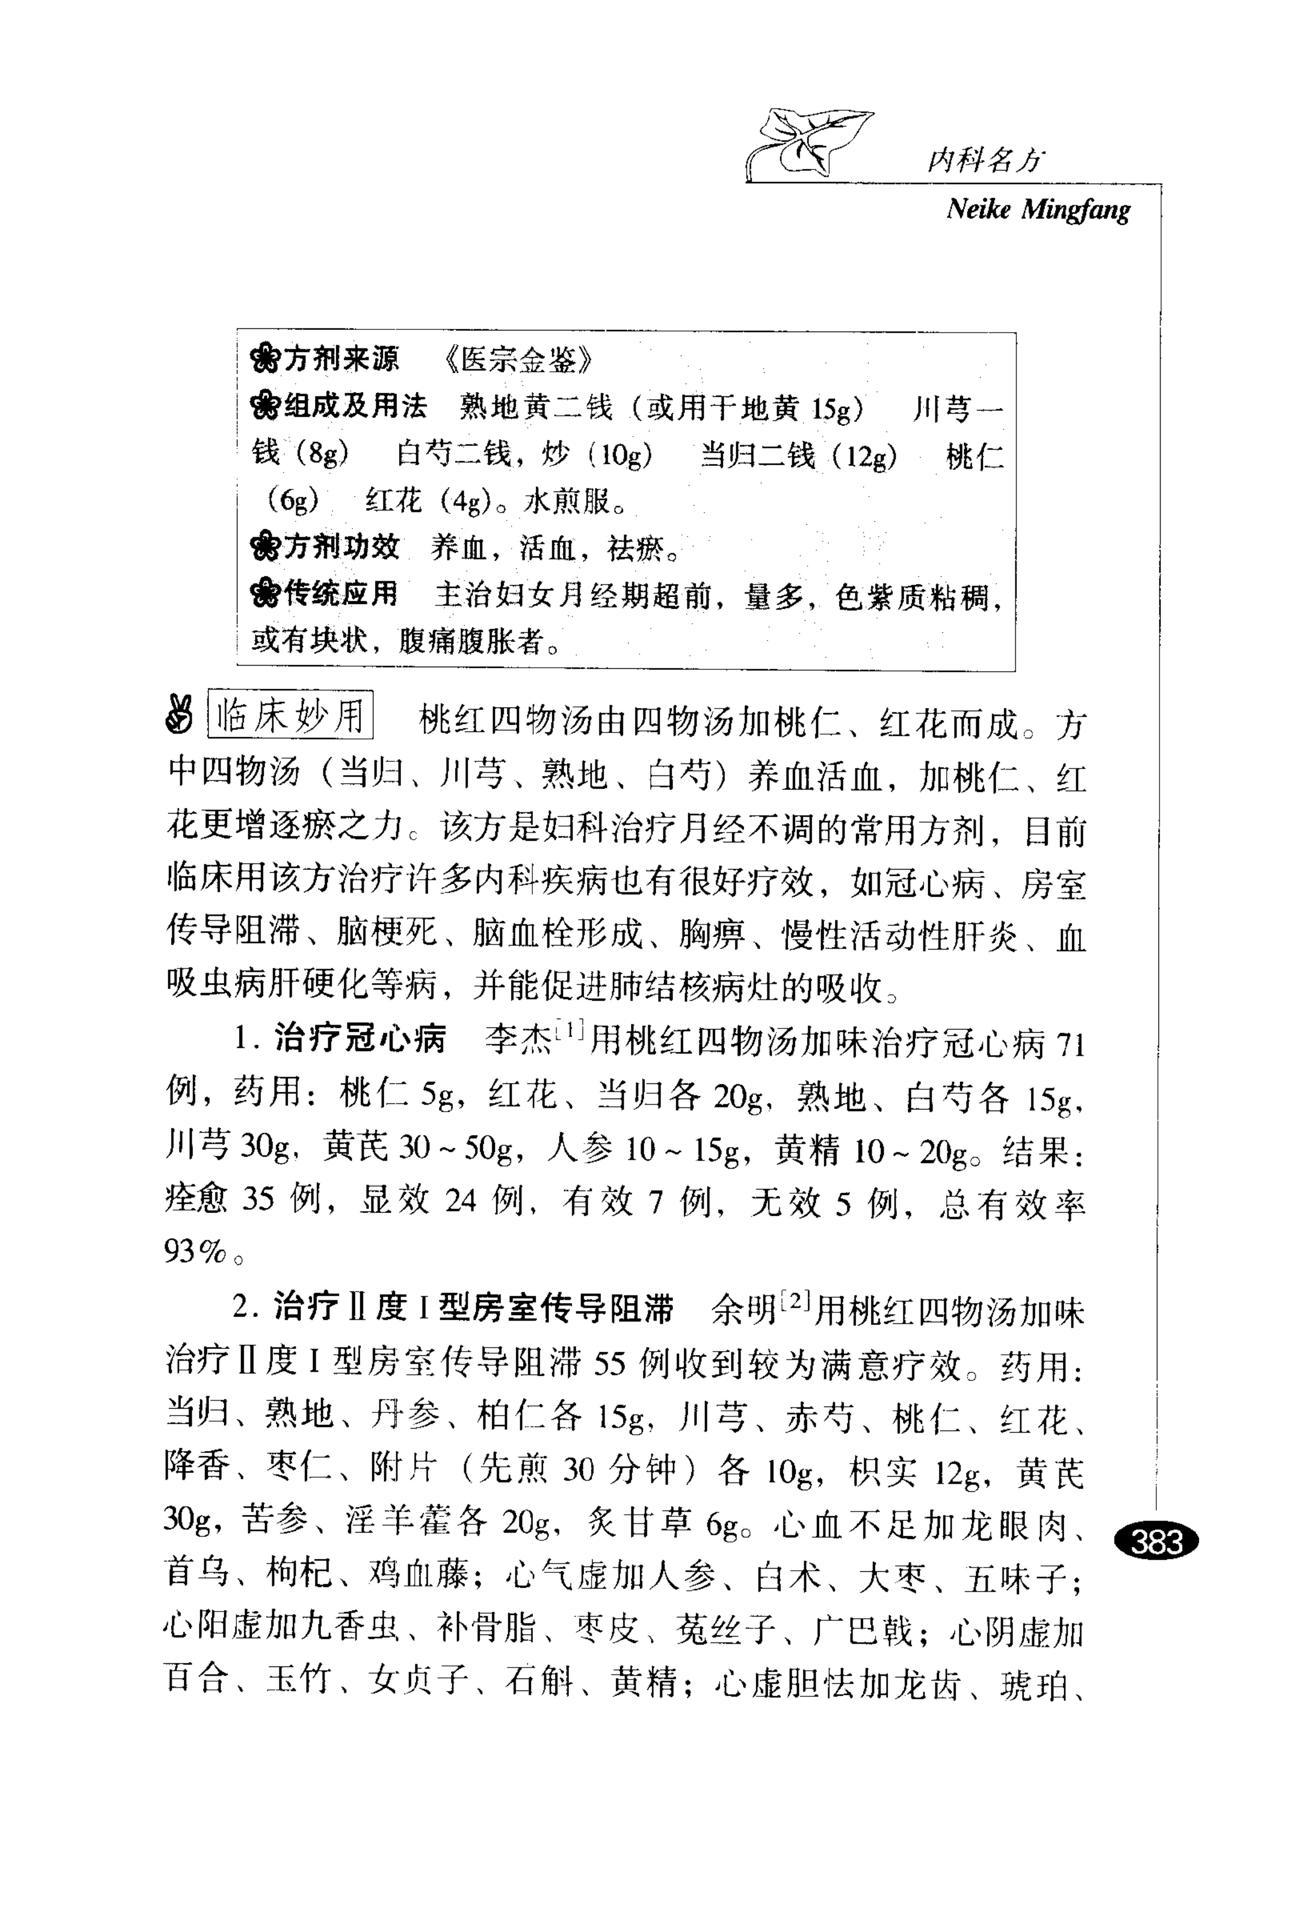 内科名方
Neike Mingfang
方剂来源 《医宗金鉴》
组成及用法 熟地黄二钱（或用干地黄 15g） 川芎一
钱（8g） 白芍二钱，炒（10g） 当归二钱（12g） 桃仁
（6g） 红花（4g）。水煎服。
方剂功效 养血，活血，祛瘀。
传统应用 主治妇女月经期超前，量多，色紫质粘稠，
或有块状，腹痛腹胀者。
临床妙用 桃红四物汤由四物汤加桃仁、红花而成。方
中四物汤（当归、川芎、熟地、白芍）养血活血，加桃仁、红
花更增逐瘀之力。该方是妇科治疗月经不调的常用方剂，目前
临床用该方治疗许多内科疾病也有很好疗效，如冠心病、房室
传导阻滞、脑梗死、脑血栓形成、胸痹、慢性活动性肝炎、血
吸虫病肝硬化等病，并能促进肺结核病灶的吸收。
1. 治疗冠心病 李杰[1]用桃红四物汤加味治疗冠心病 71
例，药用：桃仁 5g，红花、当归各 20g，熟地、白芍各 15g，
川芎 30g，黄芪 30～50g，人参 10～15g，黄精 10～20g。结果：
痊愈 35 例，显效 24 例，有效 7 例，无效 5 例，总有效率
93%。
2. 治疗Ⅱ度Ⅰ型房室传导阻滞 余明[2]用桃红四物汤加味
治疗Ⅱ度Ⅰ型房室传导阻滞 55 例收到较为满意疗效。药用：
当归、熟地、丹参、柏仁各 15g，川芎、赤芍、桃仁、红花、
降香、枣仁、附片（先煎 30 分钟）各 10g，枳实 12g，黄芪
30g，苦参、淫羊藿各 20g，炙甘草 6g。心血不足加龙眼肉、
首乌、枸杞、鸡血藤；心气虚加人参、白术、大枣、五味子；
心阳虚加九香虫、补骨脂、枣皮、菟丝子、广巴戟；心阴虚加
百合、玉竹、女贞子、石斛、黄精；心虚胆怯加龙齿、琥珀、
383